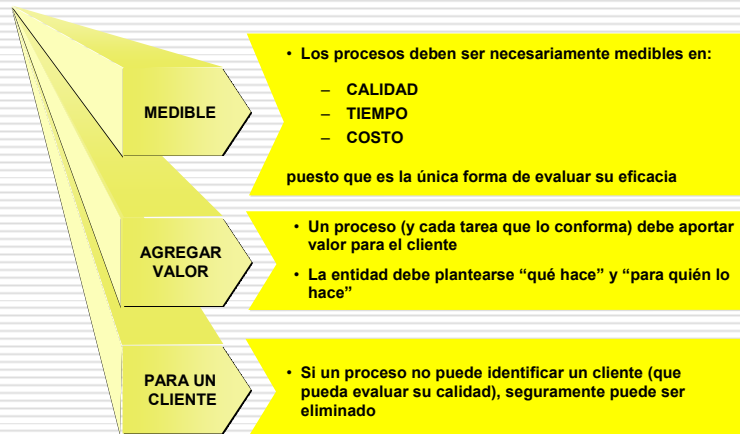 MEDIBLE
• Los procesos deben ser necesariamente medibles en:
– CALIDAD
– TIEMPO
– COSTO
puesto que es la única forma de evaluar su eficacia
AGREGAR
VALOR
• Un proceso (y cada tarea que lo conforma) debe aportar
valor para el cliente
• La entidad debe plantearse “qué hace” y “para quién lo
hace”
PARA UN
CLIENTE
• Si un proceso no puede identificar un cliente (que
pueda evaluar su calidad), seguramente puede ser
eliminado